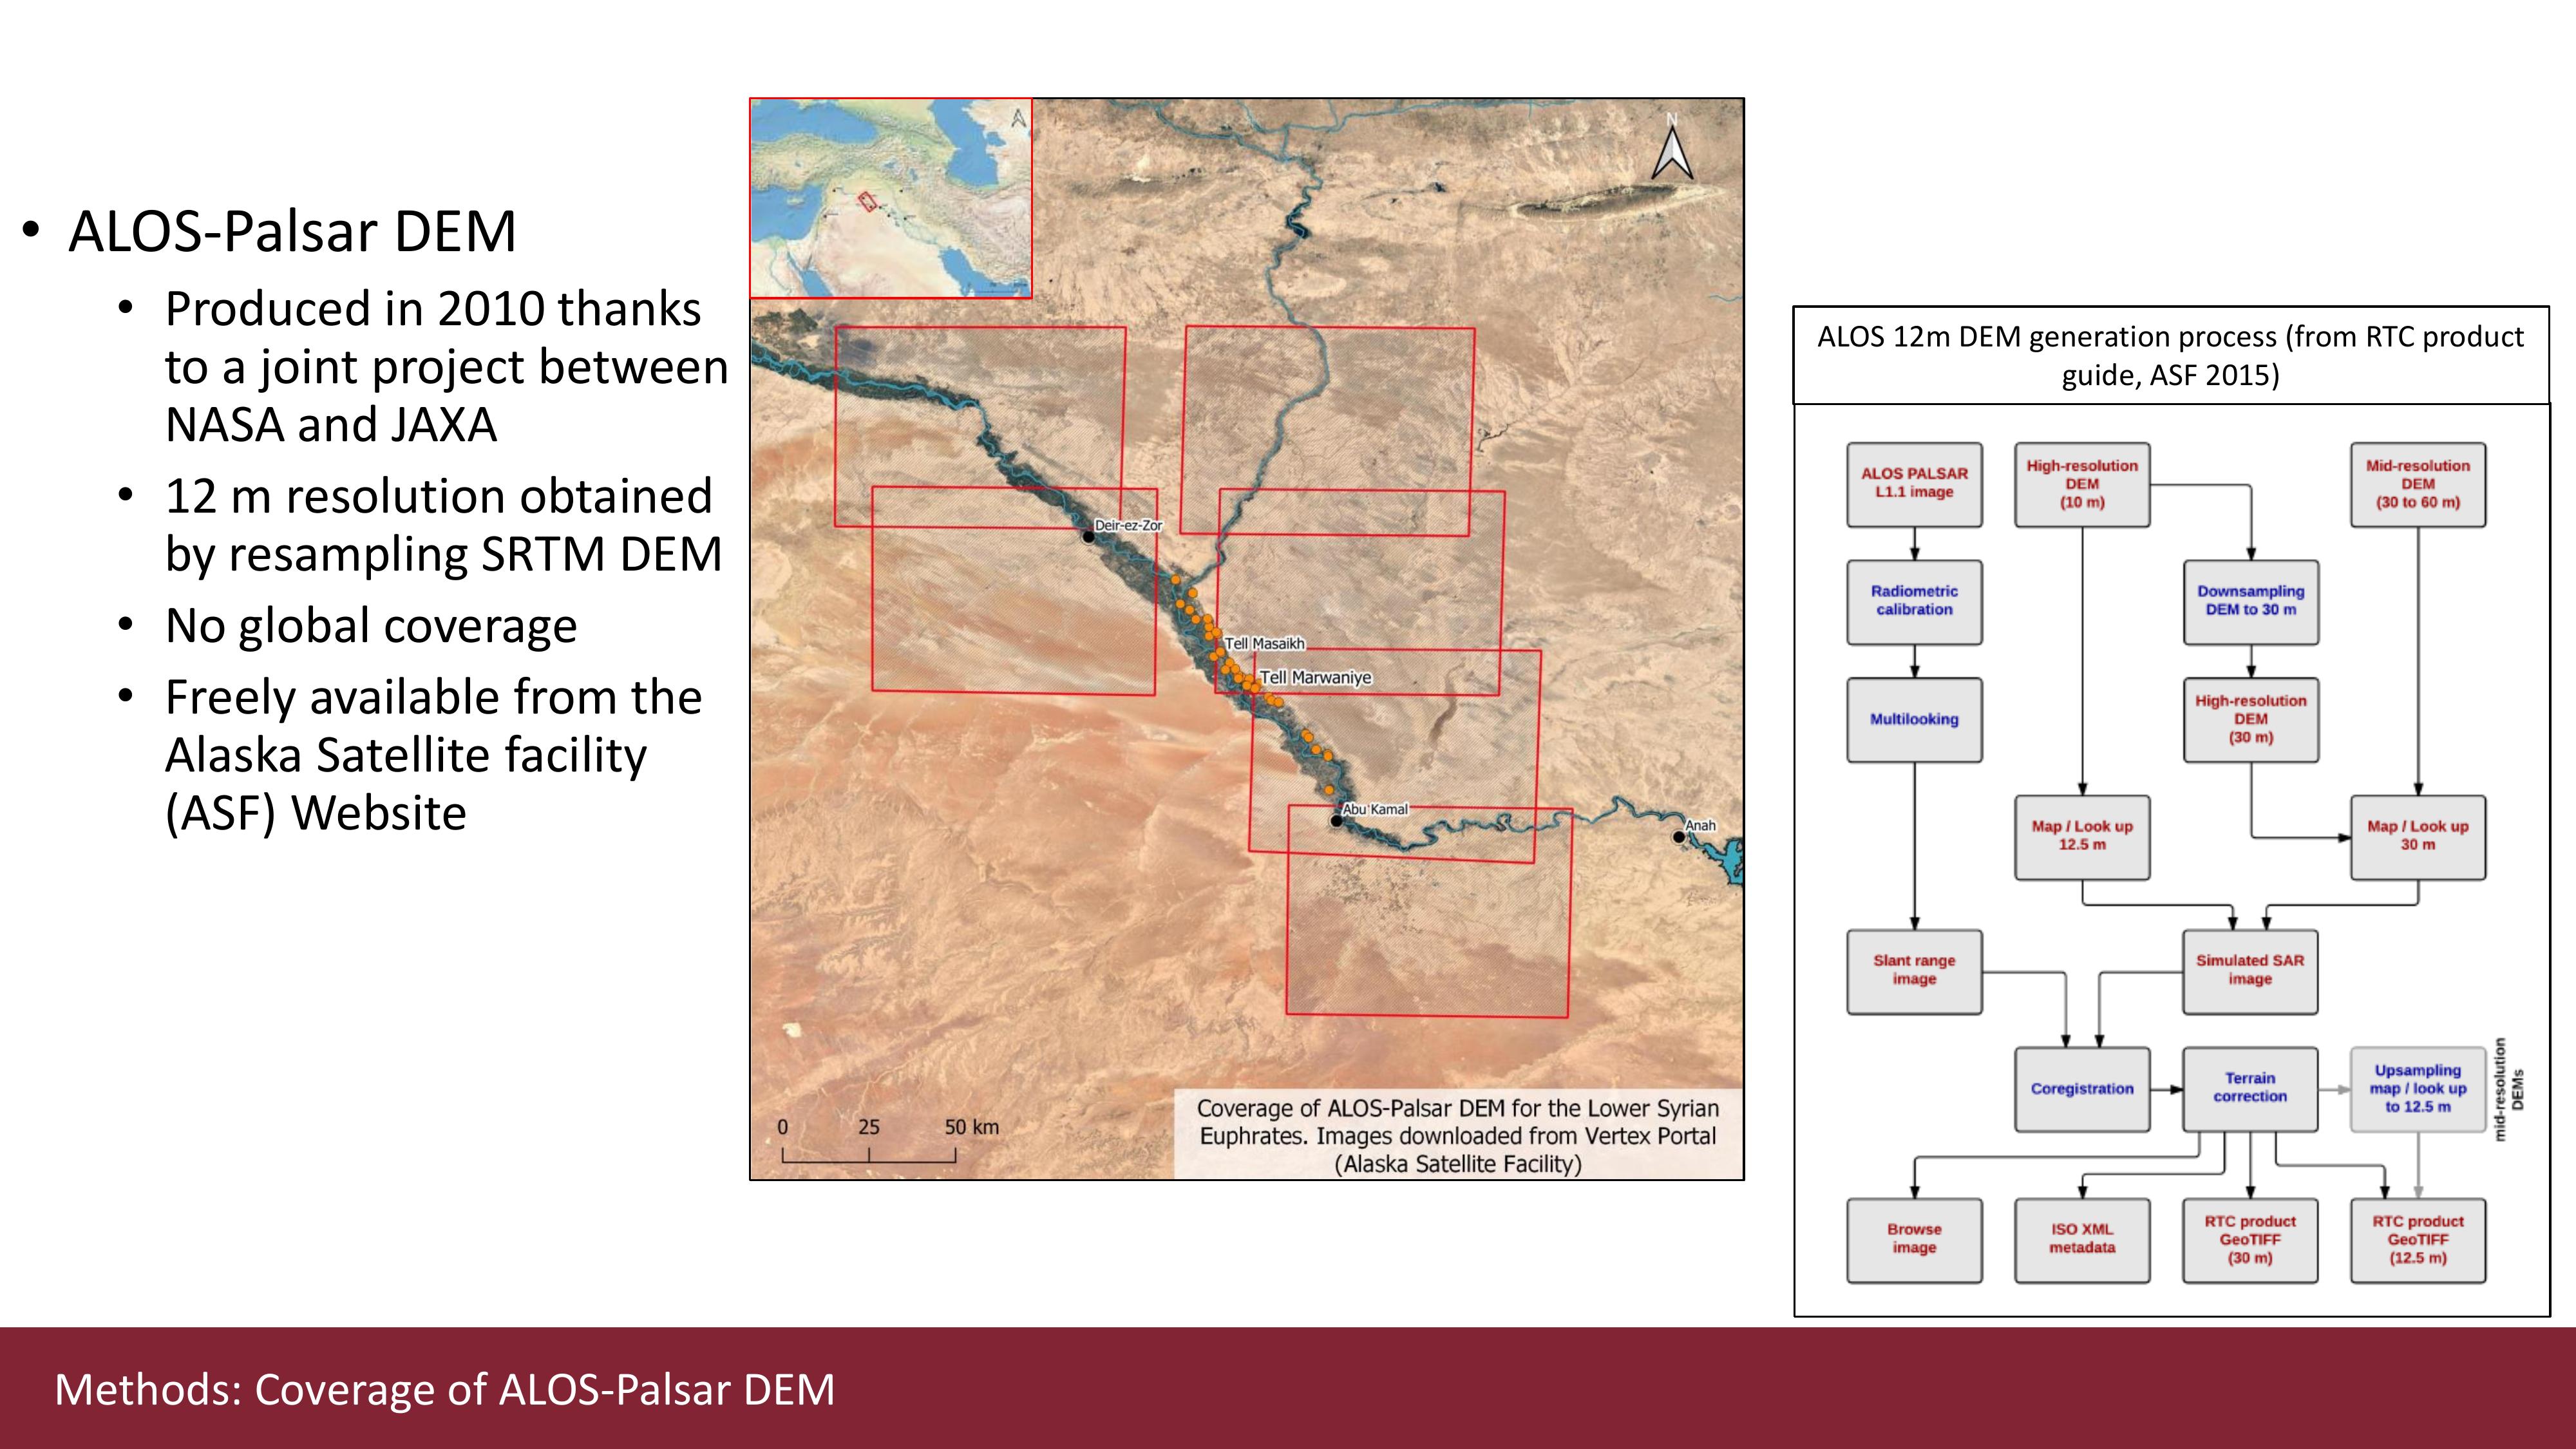 • ALOS-Palsar DEM
• Produced in 2010 thanks
to a joint project between
NASA and JAXA
• 12 m resolution obtained
by resampling SRTM DEM
• No global coverage
• Freely available from the
Alaska Satellite facility
(ASF) Website
N
Deir-ez-Zor
Tell Masaikh
Tell Marwaniye
Abu Kamal
Anah
0 25 50 km
Coverage of ALOS-Palsar DEM for the Lower Syrian
Euphrates. Images downloaded from Vertex Portal
(Alaska Satellite Facility)
ALOS 12m DEM generation process (from RTC product
guide, ASF 2015)
ALOS PALSAR
L1.1 image
High-resolution
DEM
(10 m)
Mid-resolution
DEM
(30 to 60 m)
Radiometric
calibration
Downsampling
DEM to 30 m
Multilooking
High-resolution
DEM
(30 m)
Map / Look up
12.5 m
Map / Look up
30 m
Slant range
image
Simulated SAR
image
Coregistration
Terrain
correction
Upsampling
map / look up
to 12.5 m
mid-resolution
DEMs
Browse
image
ISO XML
metadata
RTC product
GeoTIFF
(30 m)
RTC product
GeoTIFF
(12.5 m)
Methods: Coverage of ALOS-Palsar DEM